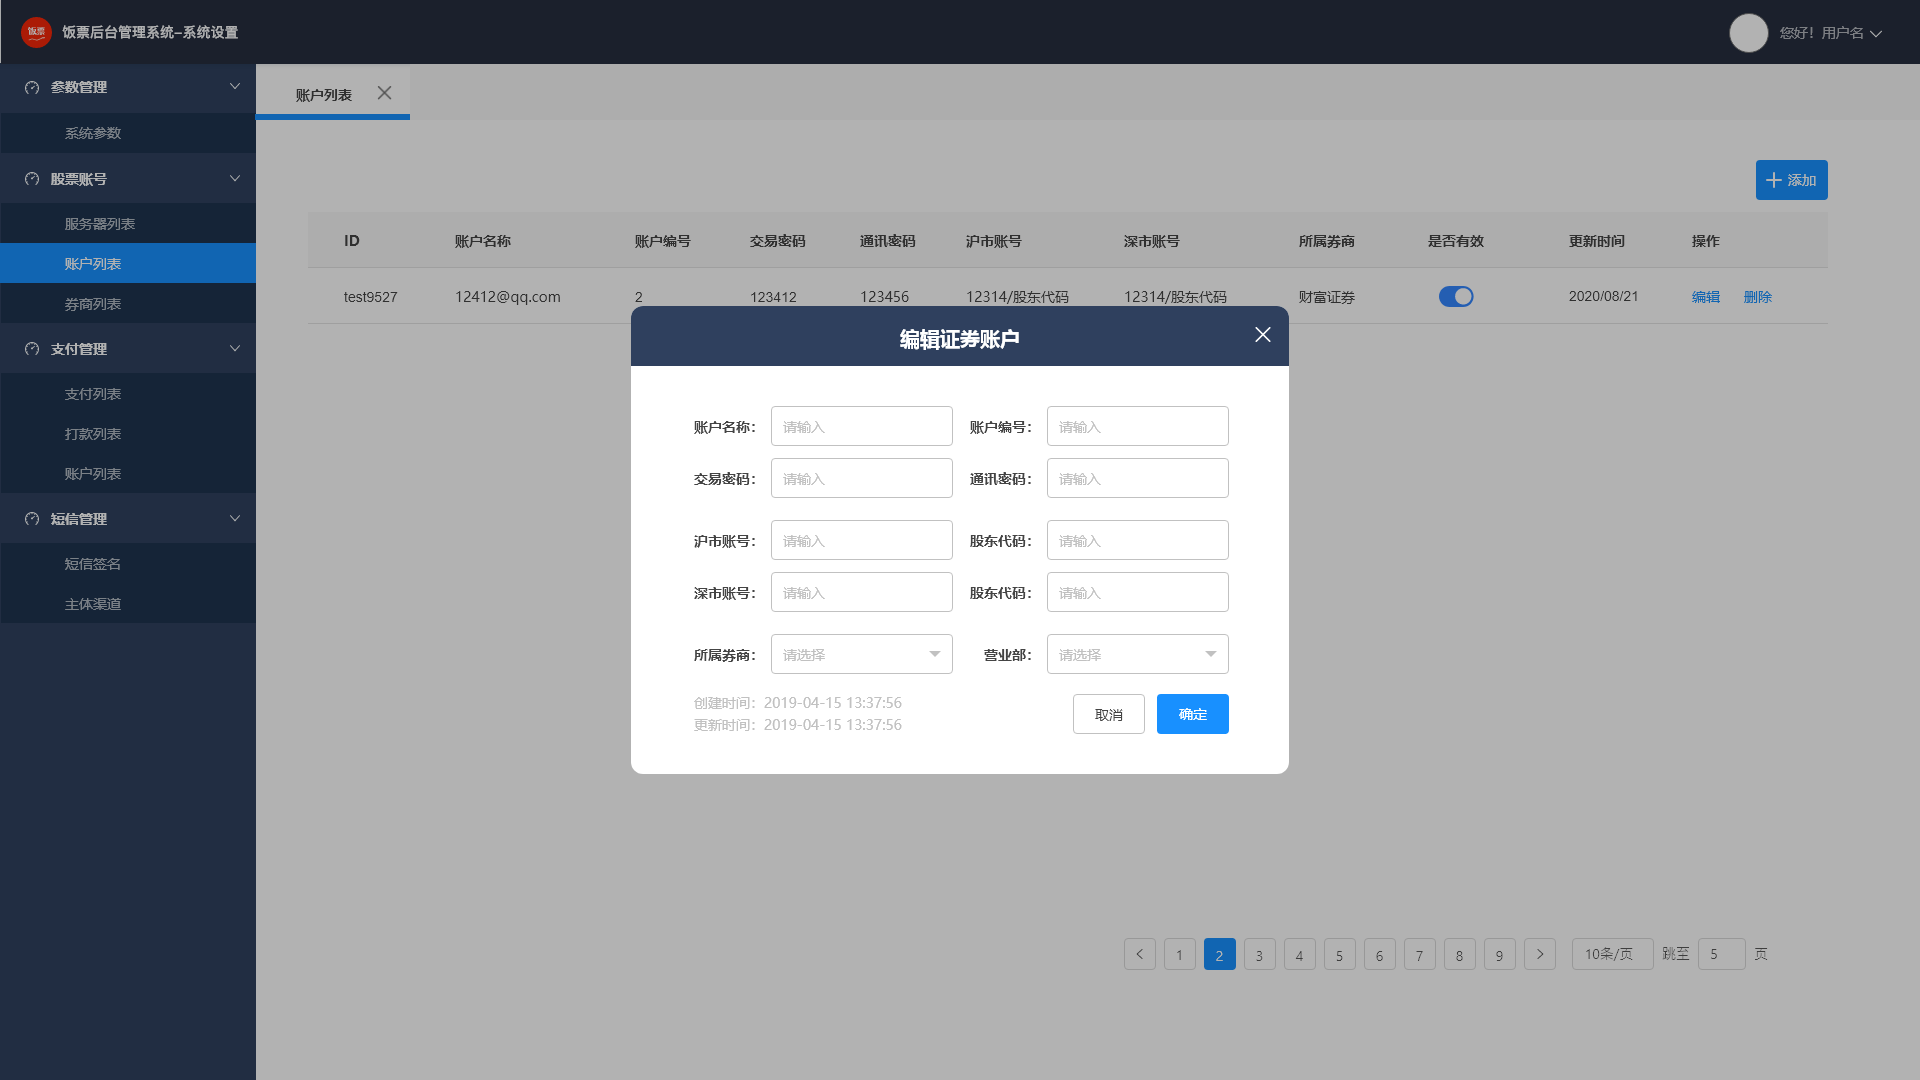 饭票
饭票后台管理系统-系统设置
您好！用户名
参数管理
系统参数
股票账号
服务器列表
账户列表
券商列表
支付管理
支付列表
打款列表
账户列表
短信管理
短信签名
主体渠道
账户列表
添加
ID 账户名称 账户编号 交易密码 通讯密码 沪市账号 深市账号 所属券商 是否有效 更新时间 操作
test9527 12412@qq.com 2 123412 123456 12314/股东代码 12314/股东代码 财富证券 2020/08/21 编辑 删除
编辑证券账户
账户名称： 请输入 账户编号： 请输入
交易密码： 请输入 通讯密码： 请输入
沪市账号： 请输入 股东代码： 请输入
深市账号： 请输入 股东代码： 请输入
所属券商： 请选择 营业部： 请选择
创建时间：2019-04-15 13:37:56
更新时间：2019-04-15 13:37:56
取消 确定
1 2 3 4 5 6 7 8 9 10条/页 跳至 5 页